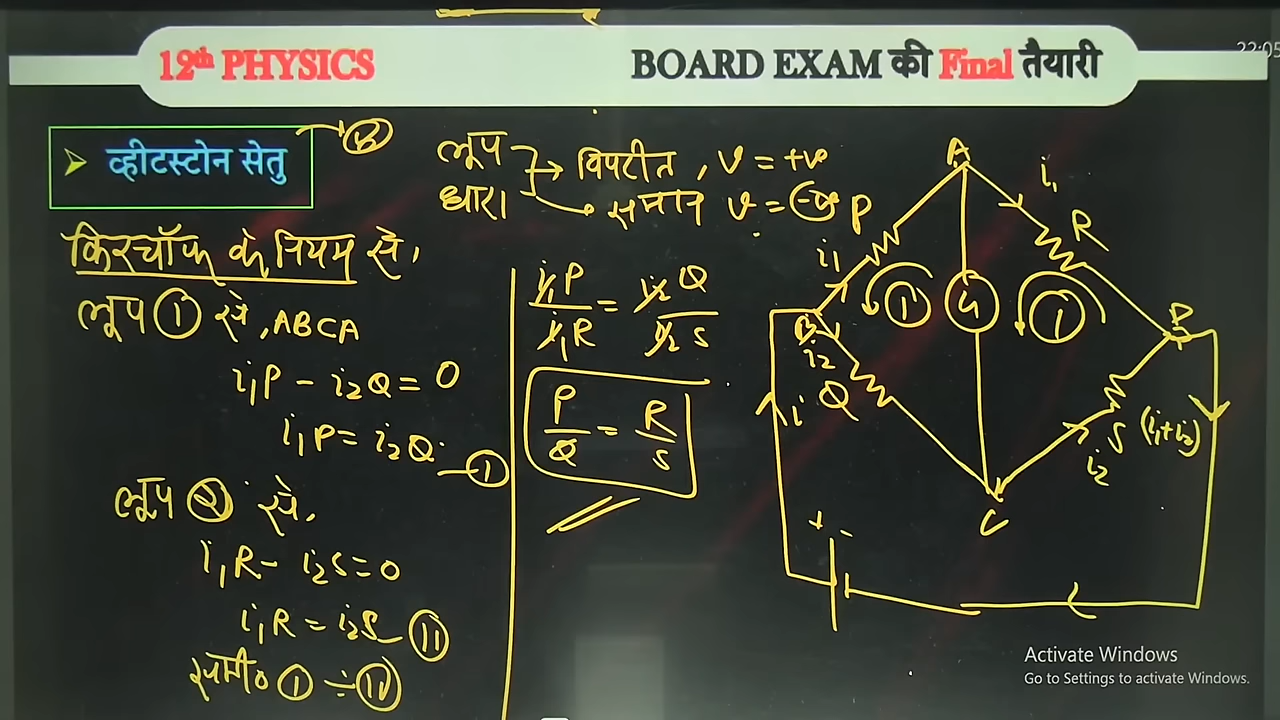 22:05
12th PHYSICS
BOARD EXAM की Final तैयारी
➤ व्हीटस्टोन सेतु
लूप → विपरीत, v = +v
धारा → समान v = -v
किरचॉफ के नियम से,
लूप ① से, ABCA
i₁P - i₂Q = 0
i₁P = i₂Q —①
लूप ② से,
i₁R - i₂S = 0
i₁R = i₂S —⑪
समी० ① ÷ ⑪
i₁P/i₁R = i₂Q/i₂S
P/Q = R/S
A
i₁
P
R
i₁
①
G
①
B
D
i₂
i
Q
S
(i₁+i₂)
i₂
C
+ -
Activate Windows
Go to Settings to activate Windows.